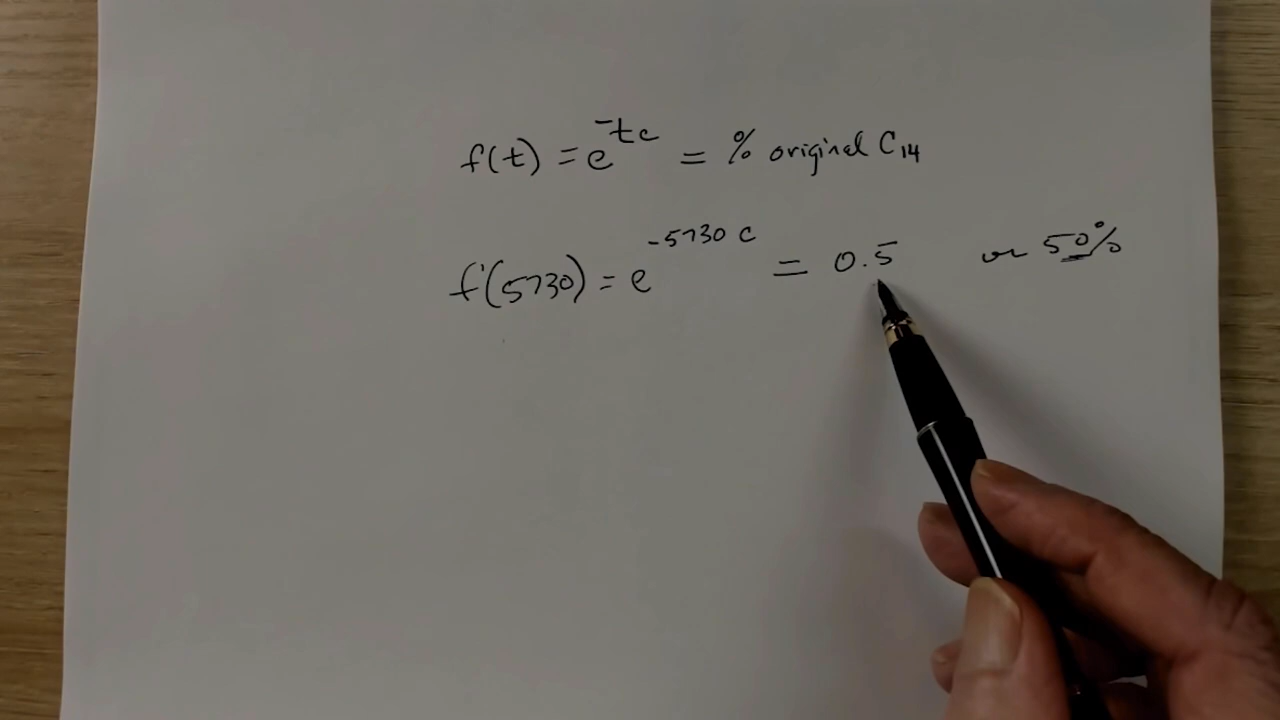 f(t) = e^-tc = % original C14
f(5730) = e^-5730 c = 0.5 or 50%